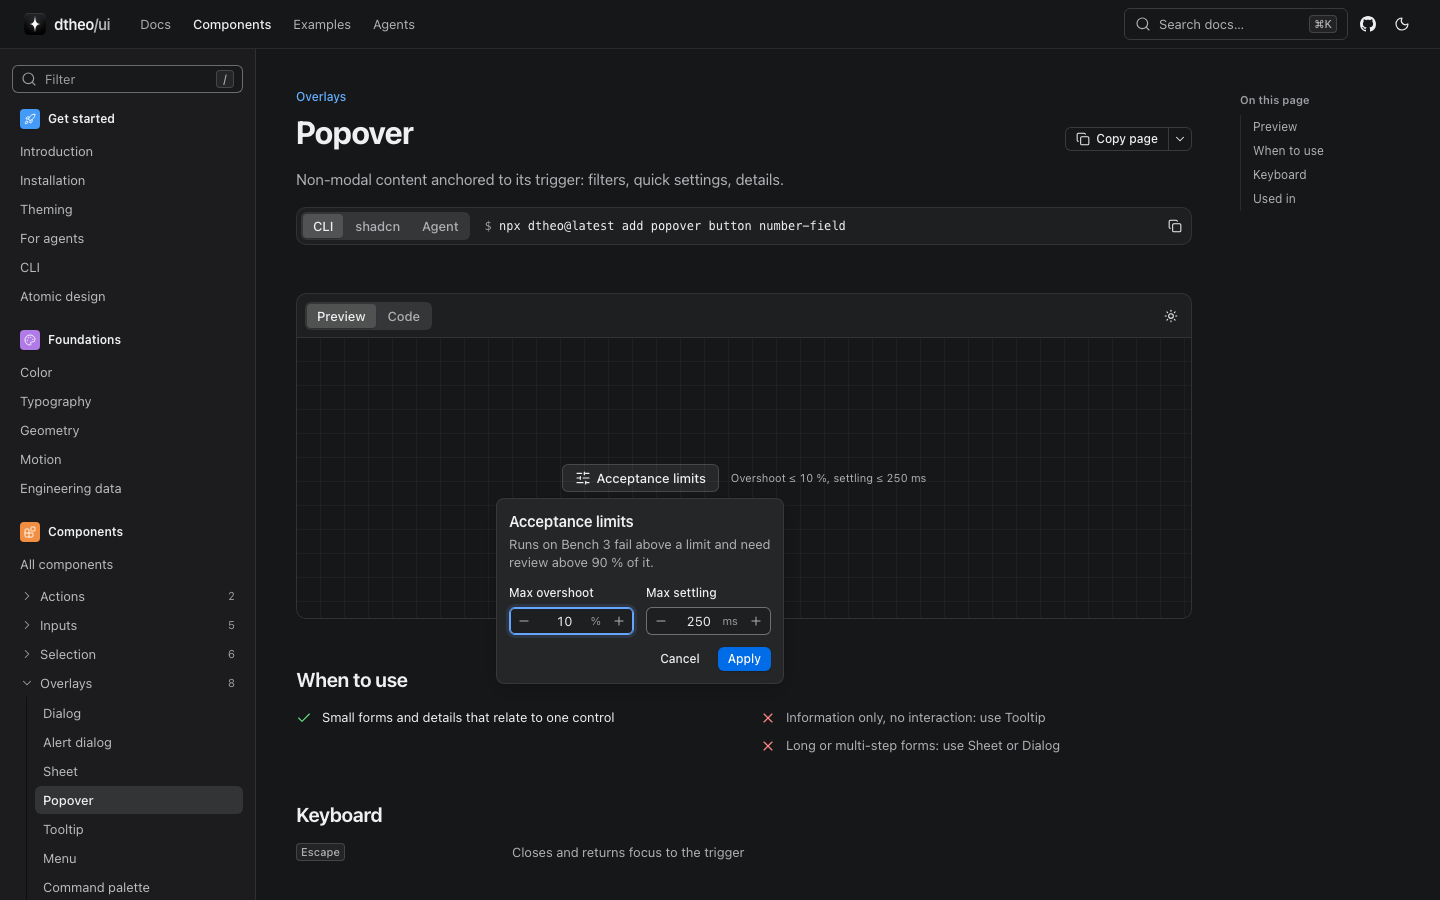 dtheo/ui
Docs
Components
Examples
Agents
Search docs...
⌘K
Filter
/
Get started
Introduction
Installation
Theming
For agents
CLI
Atomic design
Foundations
Color
Typography
Geometry
Motion
Engineering data
Components
All components
Actions 2
Inputs 5
Selection 6
Overlays 8
Dialog
Alert dialog
Sheet
Popover
Tooltip
Menu
Command palette
Overlays
Popover
Copy page
Non-modal content anchored to its trigger: filters, quick settings, details.
CLI
shadcn
Agent
$ npx dtheo@latest add popover button number-field
Preview
Code
Acceptance limits
Overshoot ≤ 10 %, settling ≤ 250 ms
Acceptance limits
Runs on Bench 3 fail above a limit and need
review above 90 % of it.
Max overshoot
Max settling
− 10 % +
− 250 ms +
Cancel
Apply
When to use
Small forms and details that relate to one control
Information only, no interaction: use Tooltip
Long or multi-step forms: use Sheet or Dialog
Keyboard
Escape
Closes and returns focus to the trigger
On this page
Preview
When to use
Keyboard
Used in